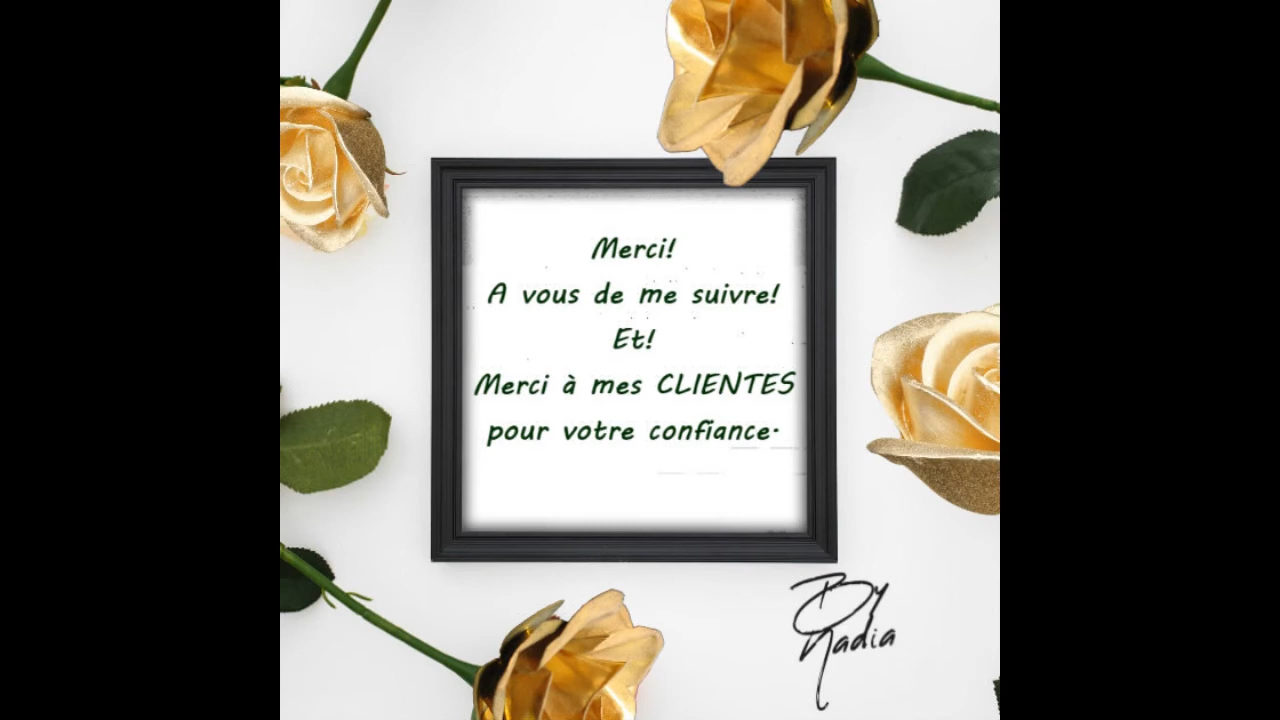 Merci!
A vous de me suivre!
Et!
Merci à mes CLIENTES
pour votre confiance.
By
Nadia